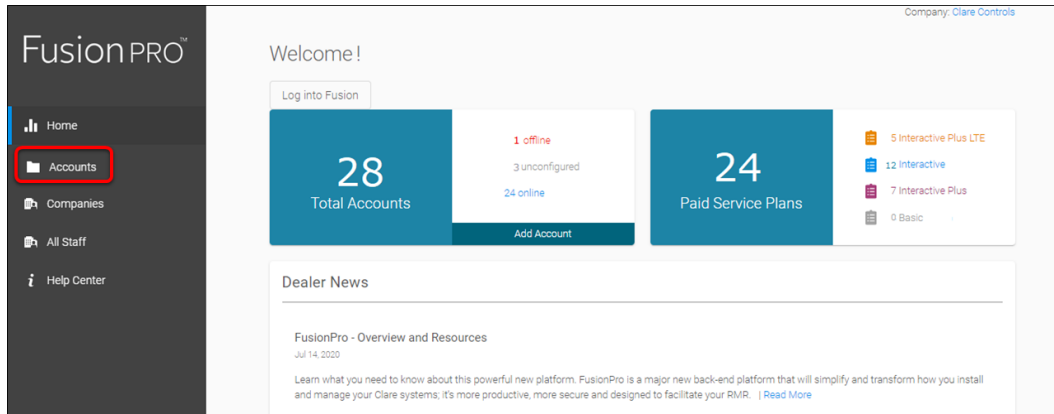 Company: Clare Controls
FusionPRO™
Home
Accounts
Companies
All Staff
Help Center
Welcome!
Log into Fusion
28
Total Accounts
1 offline
3 unconfigured
24 online
Add Account
24
Paid Service Plans
5 Interactive Plus LTE
12 Interactive
7 Interactive Plus
0 Basic
Dealer News
FusionPro - Overview and Resources
Jul 14, 2020
Learn what you need to know about this powerful new platform. FusionPro is a major new back-end platform that will simplify and transform how you install
and manage your Clare systems; it's more productive, more secure and designed to facilitate your RMR. | Read More